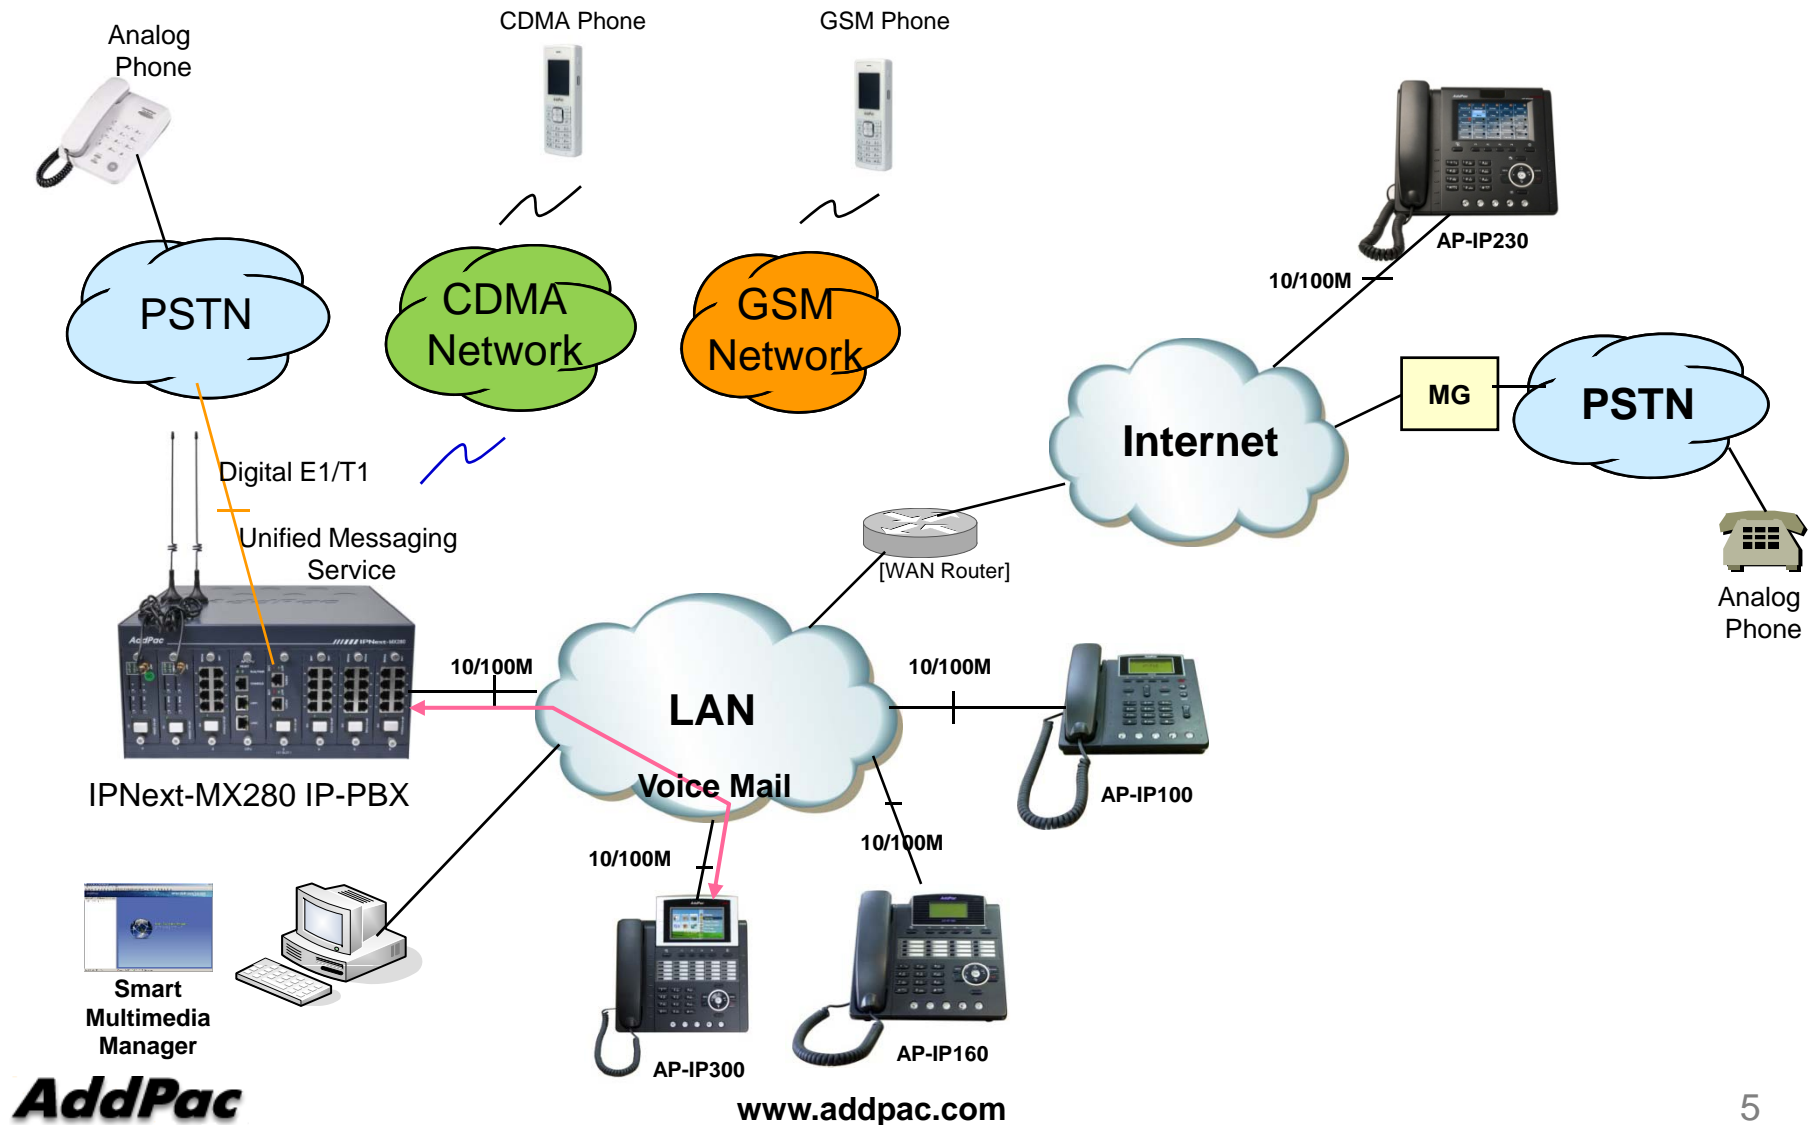 CDMA Phone
GSM Phone
Analog
Phone
AP-IP230
10/100M
PSTN
CDMA
Network
GSM
Network
MG
PSTN
Internet
Digital E1/T1
Unified Messaging
Service
[WAN Router]
Analog
Phone
AddPac
IPNext-MX280
10/100M
10/100M
LAN
Voice Mail
IPNext-MX280 IP-PBX
AP-IP100
10/100M
10/100M
Smart
Multimedia
Manager
AP-IP300
AP-IP160
AddPac
www.addpac.com
5